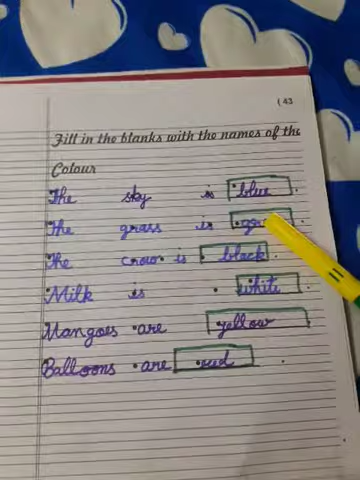 (43
Fill in the blanks with the names of the
Colour
The sky is blue.
The grass is
The crow is black.
Milk is white.
Mangoes are yellow.
Balloons are red.